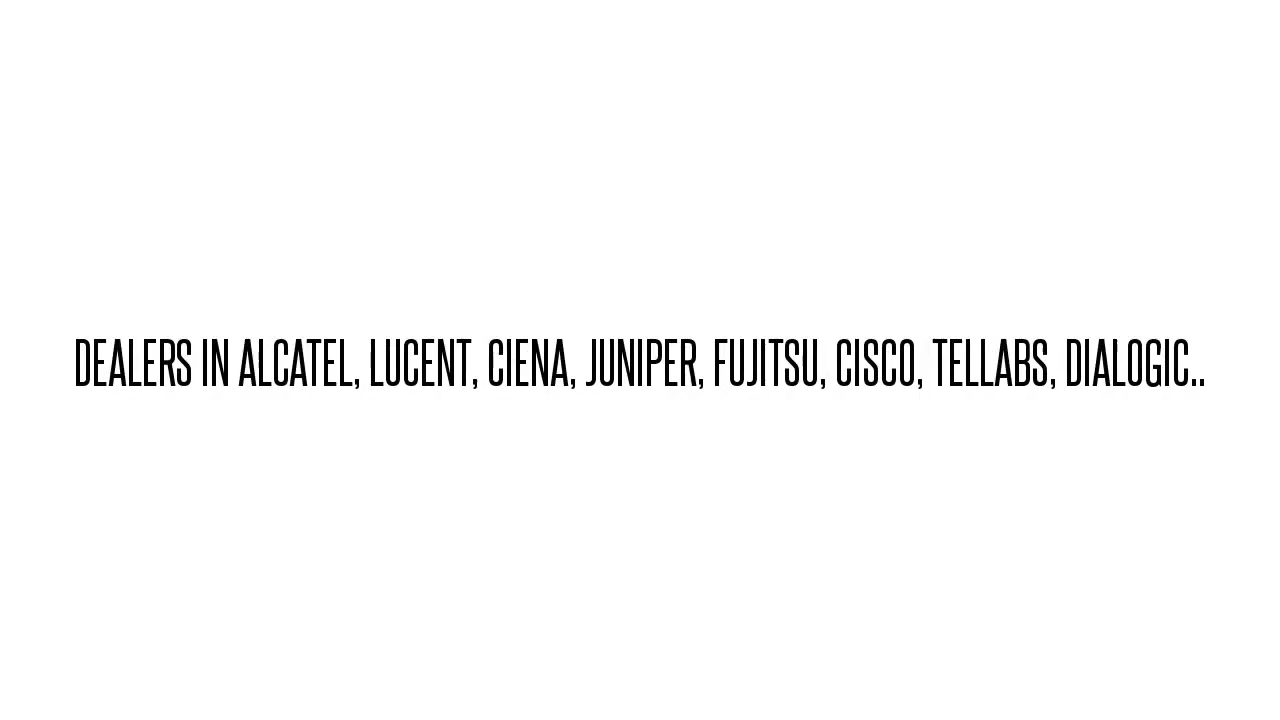 DEALERS IN ALCATEL, LUCENT, CIENA, JUNIPER, FUJITSU, CISCO, TELLABS, DIALOGIC..